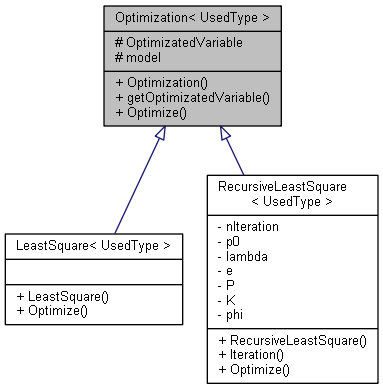 Optimization< UsedType >
# OptimizatedVariable
# model
+ Optimization()
+ getOptimizatedVariable()
+ Optimize()
LeastSquare< UsedType >
+ LeastSquare()
+ Optimize()
RecursiveLeastSquare
< UsedType >
- nIteration
- p0
- lambda
- e
- P
- K
- phi
+ RecursiveLeastSquare()
+ Iteration()
+ Optimize()